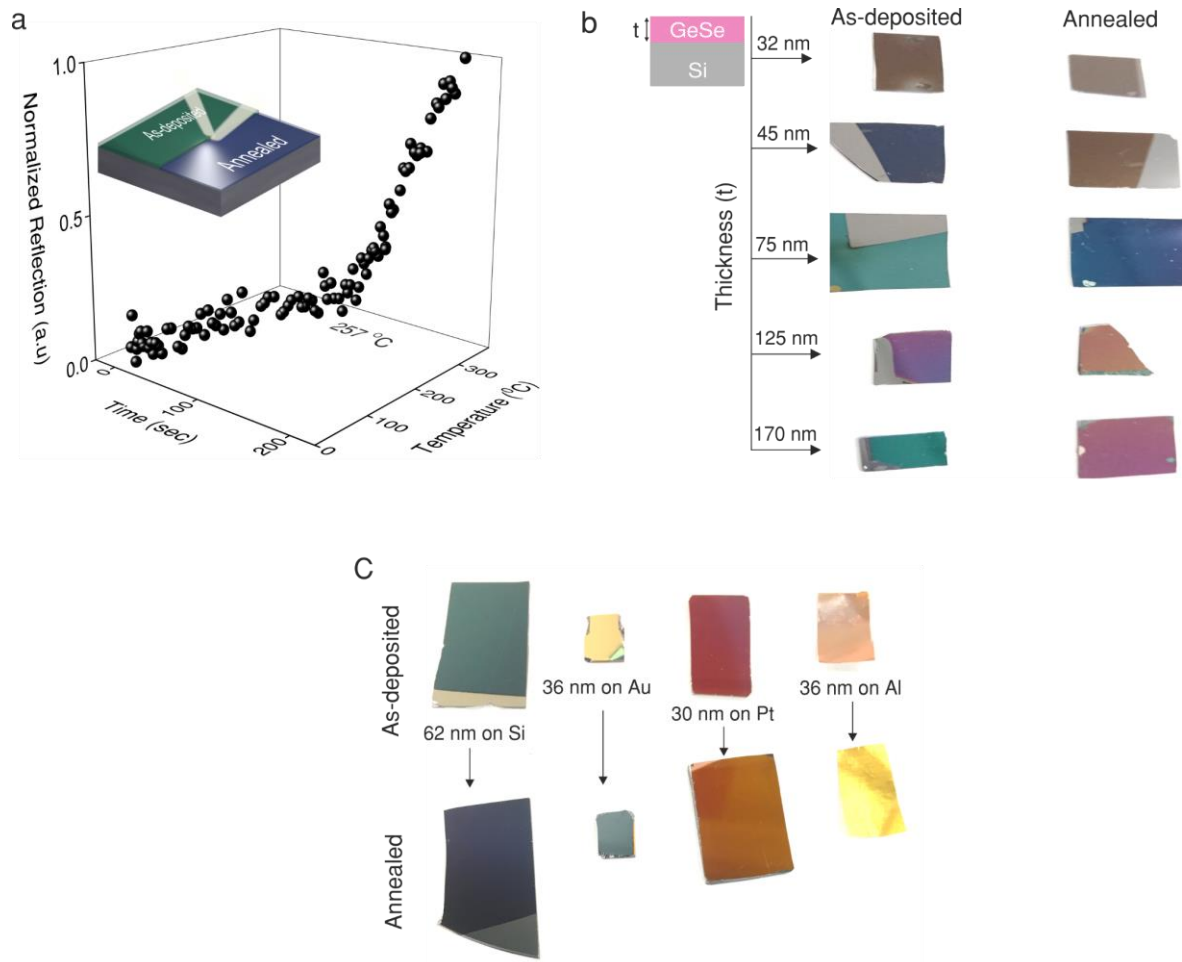 a
1.0
0.5
0.0
Normalized Reflection (a.u)
As-deposited
Annealed
257 °C
0
100
200
Time (sec)
0
100
200
300
Temperature (⁰C)
b
t
GeSe
Si
Thickness (t)
As-deposited
Annealed
32 nm
45 nm
75 nm
125 nm
170 nm
C
As-deposited
62 nm on Si
36 nm on Au
30 nm on Pt
36 nm on Al
Annealed